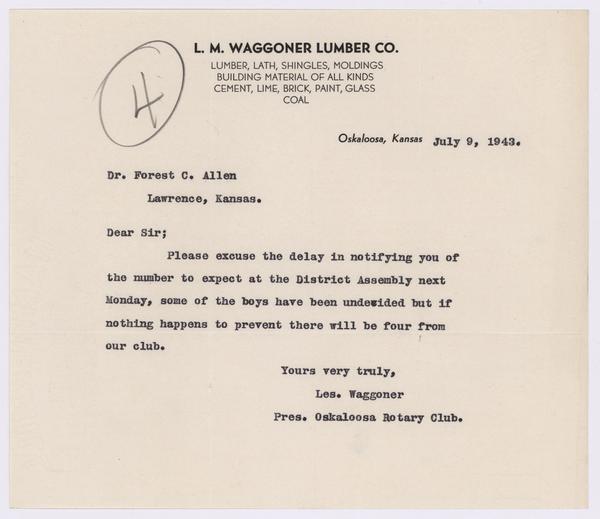 L. M. WAGGONER LUMBER CO.
LUMBER, LATH, SHINGLES, MOLDINGS
BUILDING MATERIAL OF ALL KINDS
CEMENT, LIME, BRICK, PAINT, GLASS
COAL
4
Oskaloosa, Kansas July 9, 1943.
Dr. Forest C. Allen
Lawrence, Kansas.
Dear Sir;
Please excuse the delay in notifying you of
the number to expect at the District Assembly next
Monday, some of the boys have been undecided but if
nothing happens to prevent there will be four from
our club.
Yours very truly,
Les. Waggoner
Pres. Oskaloosa Rotary Club.